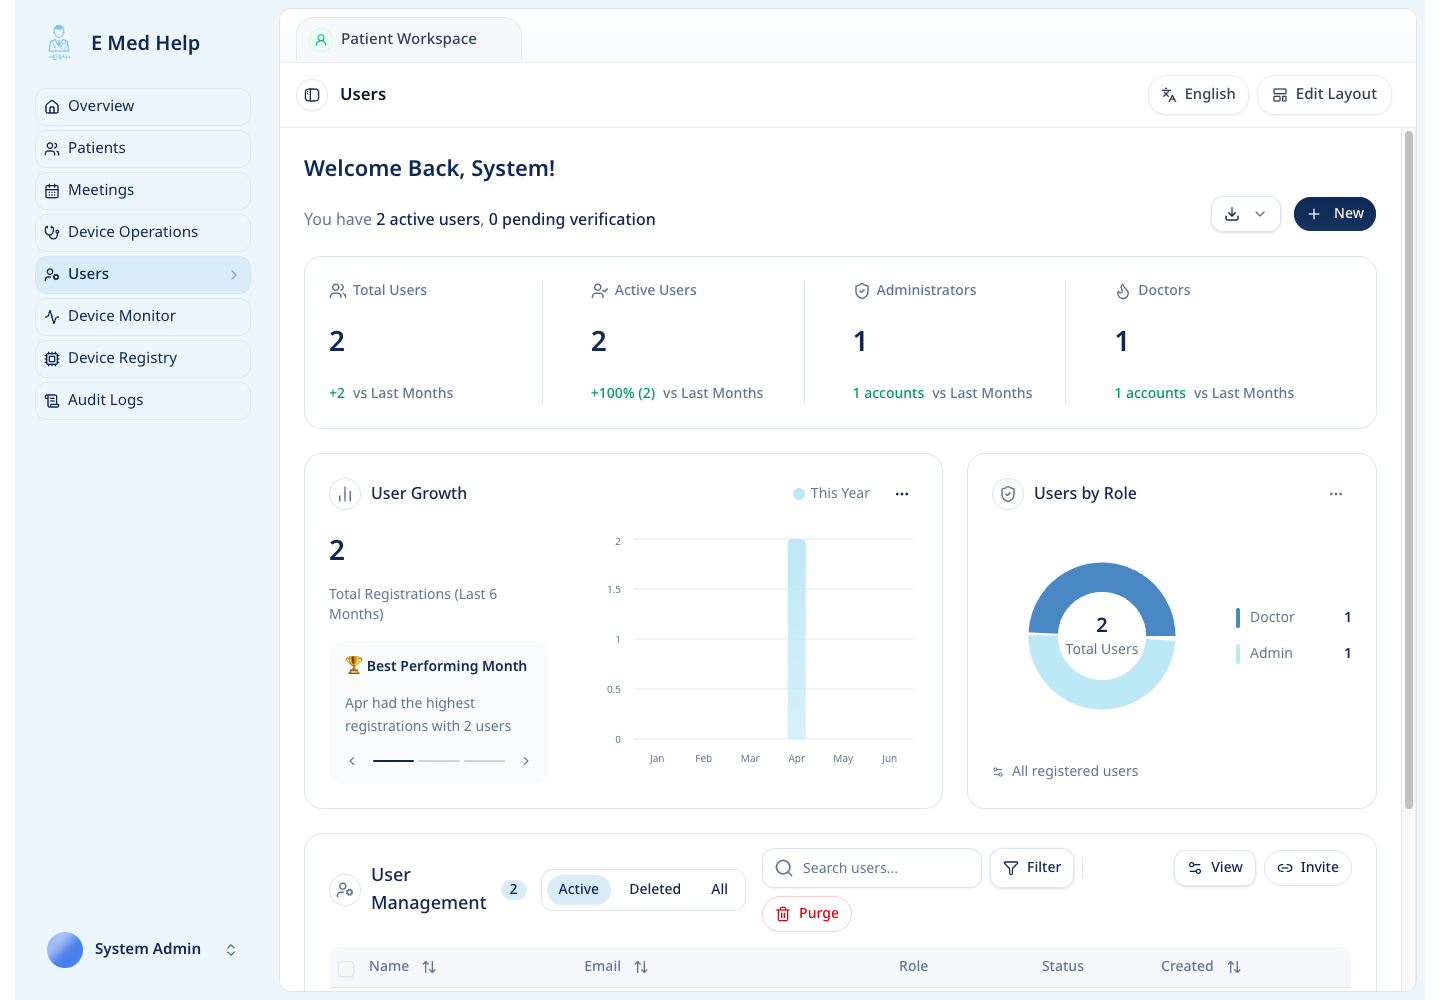 E Med Help
Overview
Patients
Meetings
Device Operations
Users
Device Monitor
Device Registry
Audit Logs
System Admin
Patient Workspace
Users
English
Edit Layout
Welcome Back, System!
You have 2 active users, 0 pending verification
New
Total Users
2
+2 vs Last Months
Active Users
2
+100% (2) vs Last Months
Administrators
1
1 accounts vs Last Months
Doctors
1
1 accounts vs Last Months
User Growth
This Year
2
Total Registrations (Last 6
Months)
🏆 Best Performing Month
Apr had the highest
registrations with 2 users
2
1.5
1
0.5
0
Jan Feb Mar Apr May Jun
Users by Role
2
Total Users
Doctor 1
Admin 1
All registered users
User
Management
2
Active Deleted All
Search users...
Filter
View
Invite
Purge
Name Email Role Status Created